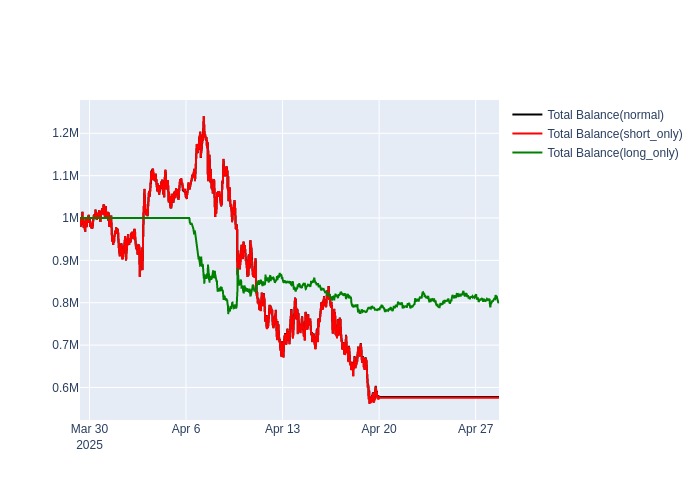 Total Balance(normal)
Total Balance(short_only)
Total Balance(long_only)
1.2M
1.1M
1M
0.9M
0.8M
0.7M
0.6M
Mar 30
2025
Apr 6
Apr 13
Apr 20
Apr 27